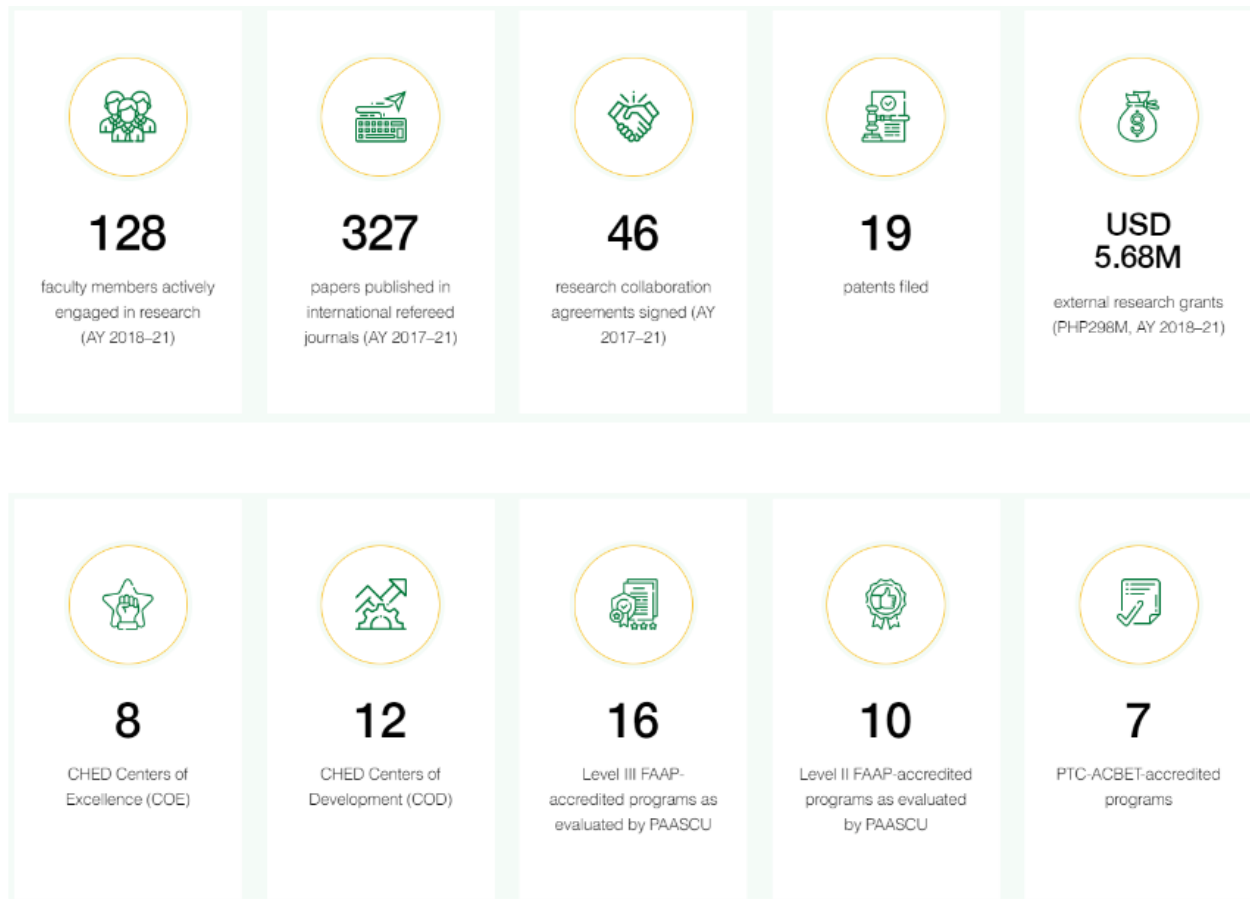 128
faculty members actively
engaged in research
(AY 2018–21)
327
papers published in
international refereed
journals (AY 2017–21)
46
research collaboration
agreements signed (AY
2017–21)
19
patents filed
USD
5.68M
external research grants
(PHP298M, AY 2018–21)
8
CHED Centers of
Excellence (COE)
12
CHED Centers of
Development (COD)
16
Level III FAAP-
accredited programs as
evaluated by PAASCU
10
Level II FAAP-accredited
programs as evaluated
by PAASCU
7
PTC-ACBET-accredited
programs